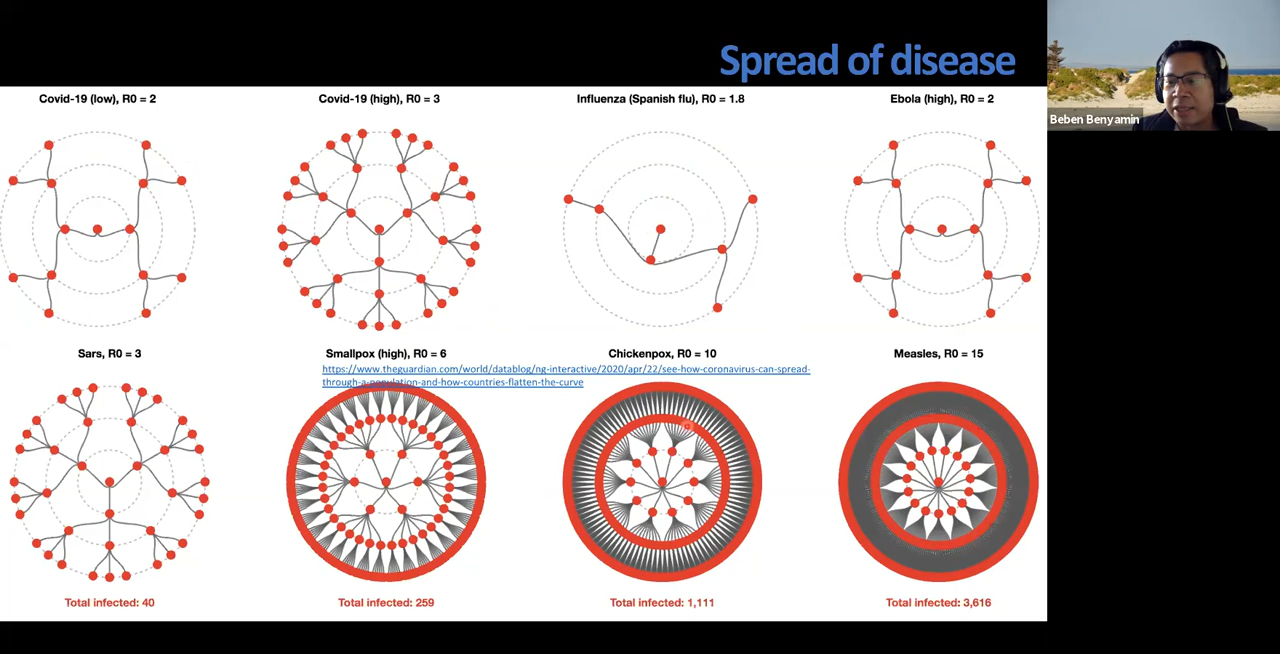 Spread of disease
Beben Benyamin
Covid-19 (low), R0 = 2
Covid-19 (high), R0 = 3
Influenza (Spanish flu), R0 = 1.8
Ebola (high), R0 = 2
Sars, R0 = 3
Smallpox (high), R0 = 6
Chickenpox, R0 = 10
Measles, R0 = 15
https://www.theguardian.com/world/datablog/ng-interactive/2020/apr/22/see-how-coronavirus-can-spread-
through-a-population-and-how-countries-flatten-the-curve
Total infected: 40
Total infected: 259
Total infected: 1,111
Total infected: 3,616